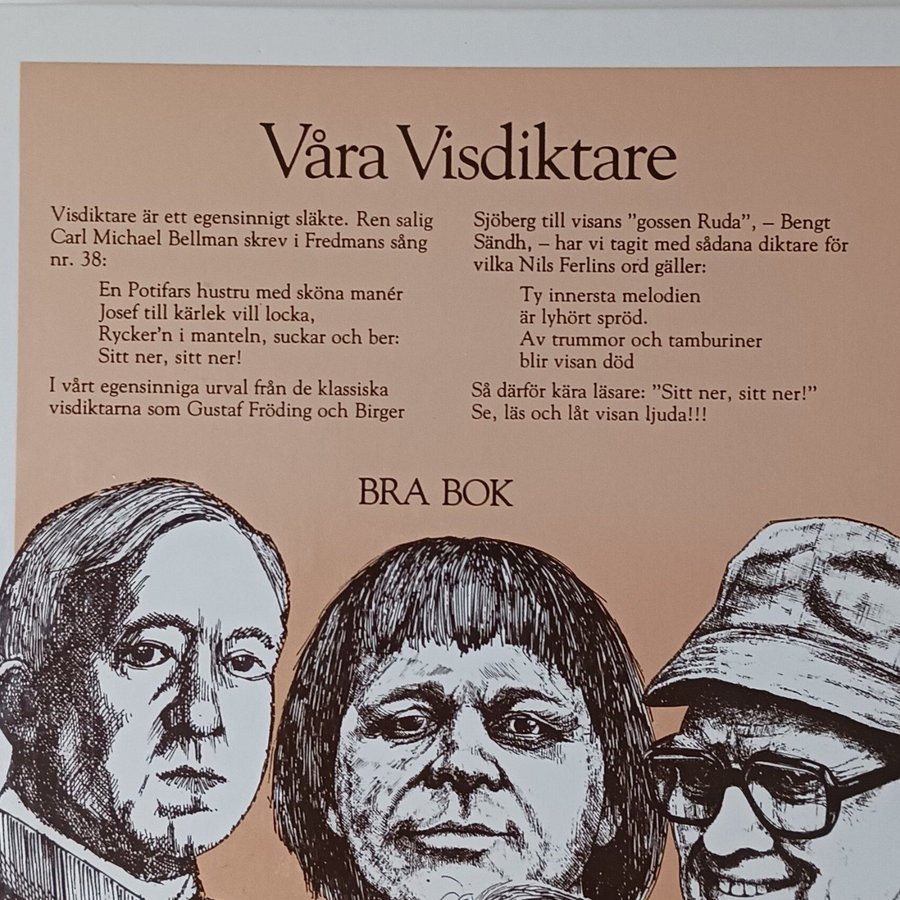 Våra Visdiktare
Visdiktare är ett egensinnigt släkte. Ren salig
Carl Michael Bellman skrev i Fredmans sång
nr. 38:
En Potifars hustru med sköna manér
Josef till kärlek vill locka,
Rycker'n i manteln, suckar och ber:
Sitt ner, sitt ner!
I vårt egensinniga urval från de klassiska
visdiktarna som Gustaf Fröding och Birger
Sjöberg till visans "gossen Ruda", – Bengt
Sändh, – har vi tagit med sådana diktare för
vilka Nils Ferlins ord gäller:
Ty innersta melodien
är lyhört spröd.
Av trummor och tamburiner
blir visan död
Så därför kära läsare: "Sitt ner, sitt ner!"
Se, läs och låt visan ljuda!!!
BRA BOK